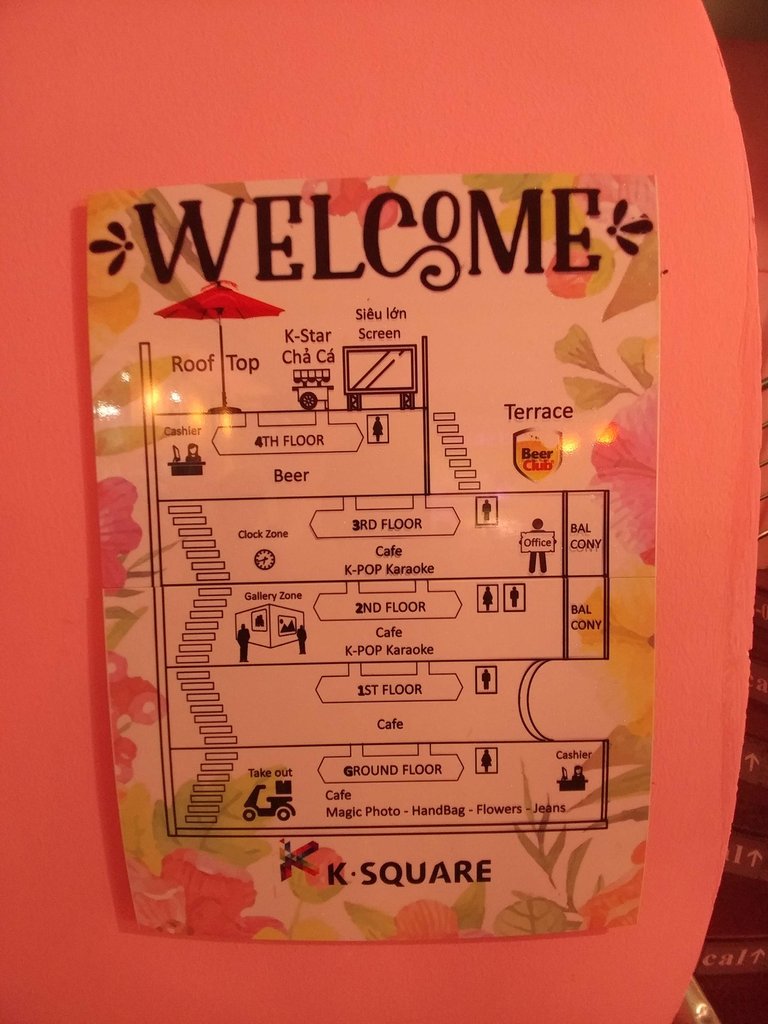 WELCOME
Siêu lớn
Screen
K-Star
Chả Cá
Roof Top
Terrace
Beer
Club
Cashier
4TH FLOOR
Beer
3RD FLOOR
Clock Zone
Office
BAL
CONY
Cafe
K-POP Karaoke
Gallery Zone
2ND FLOOR
BAL
CONY
Cafe
K-POP Karaoke
1ST FLOOR
Cafe
Take out
GROUND FLOOR
Cashier
Cafe
Magic Photo - HandBag - Flowers - Jeans
K·SQUARE